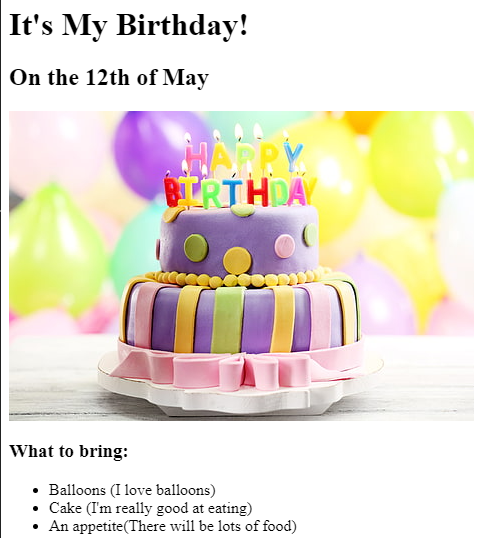 It's My Birthday!
On the 12th of May
HAPPY
BIRTHDAY
What to bring:
Balloons (I love balloons)
Cake (I'm really good at eating)
An appetite(There will be lots of food)